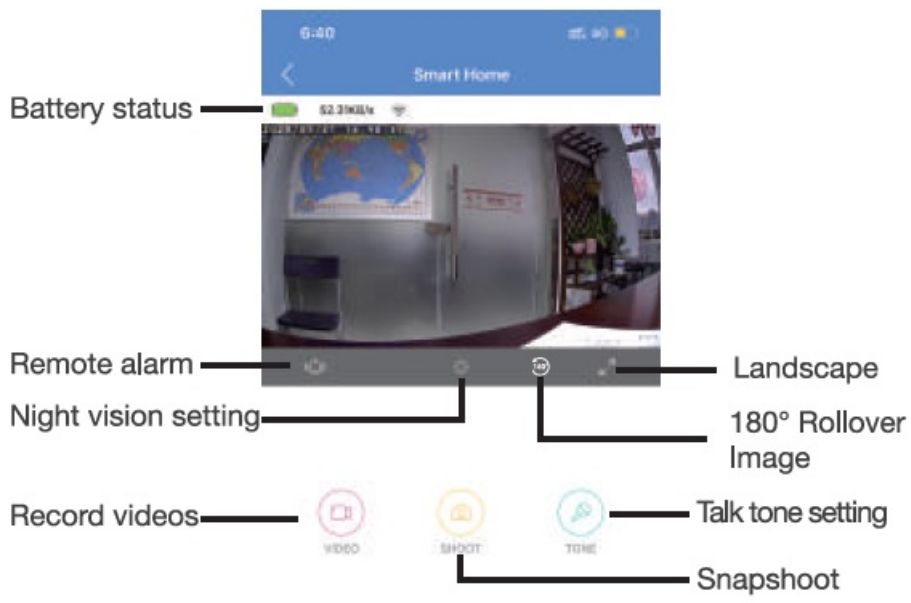 6:40
4G
Smart Home
Battery status
Remote alarm
Night vision setting
Landscape
180° Rollover
Image
Record videos
Talk tone setting
VIDEO
SHOOT
TONE
Snapshoot